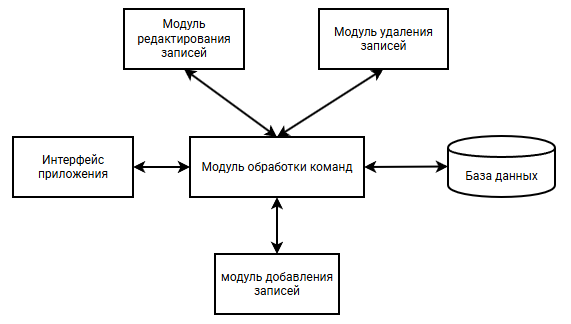 Модуль
редактирования
записей
Модуль удаления
записей
Интерфейс
приложения
Модуль обработки команд
База данных
модуль добавления
записей